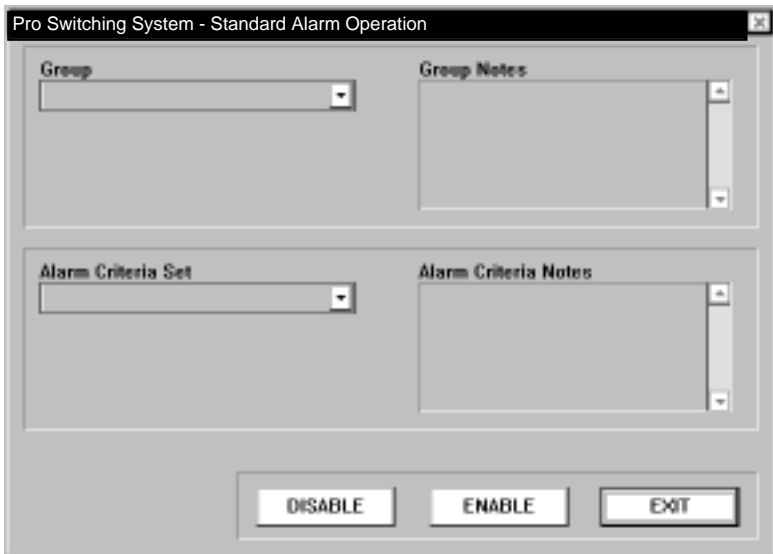 Pro Switching System - Standard Alarm Operation
Group
Group Notes
Alarm Criteria Set
Alarm Criteria Notes
DISABLE
ENABLE
EXIT